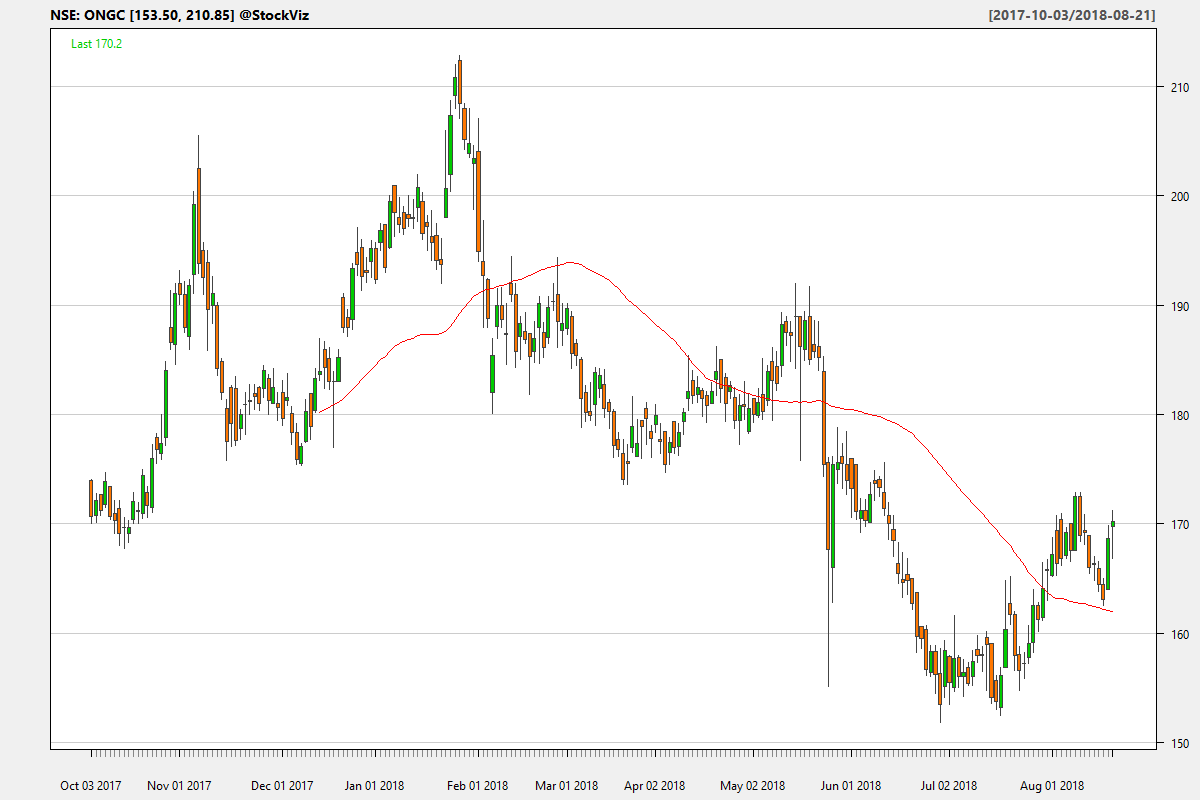 NSE: ONGC [153.50, 210.85] @StockViz
[2017-10-03/2018-08-21]
Last 170.2
210
200
190
180
170
160
150
Oct 03 2017
Nov 01 2017
Dec 01 2017
Jan 01 2018
Feb 01 2018
Mar 01 2018
Apr 02 2018
May 02 2018
Jun 01 2018
Jul 02 2018
Aug 01 2018